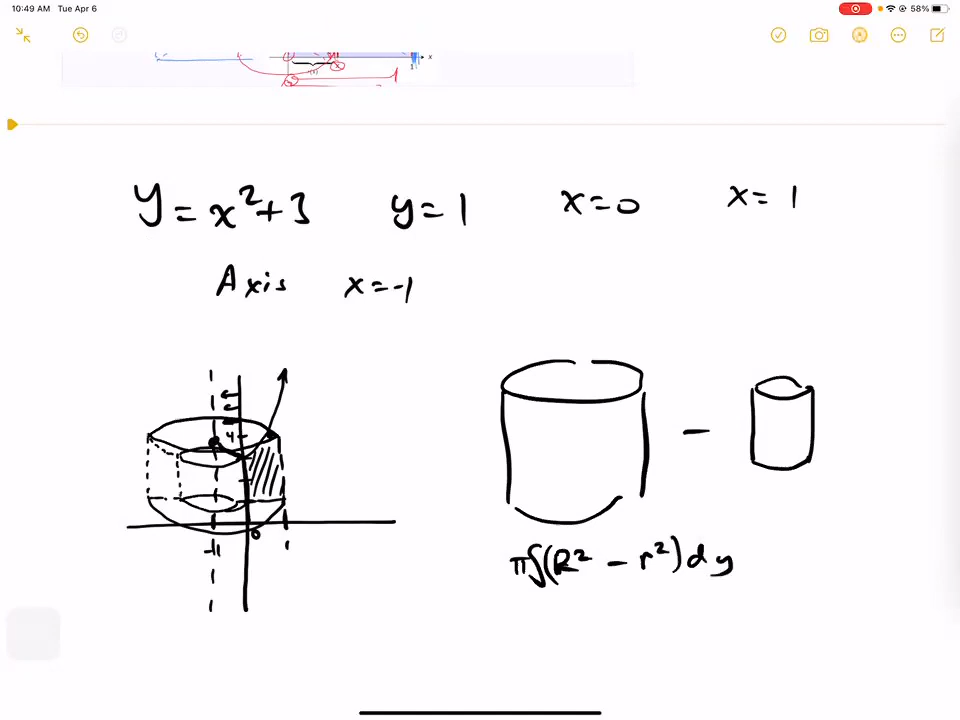 10:49 AM Tue Apr 6 58%
y = x² + 3 y = 1 x = 0 x = 1
Axis x = -1
4
0
-1 1
π∫(R² - r²) dy